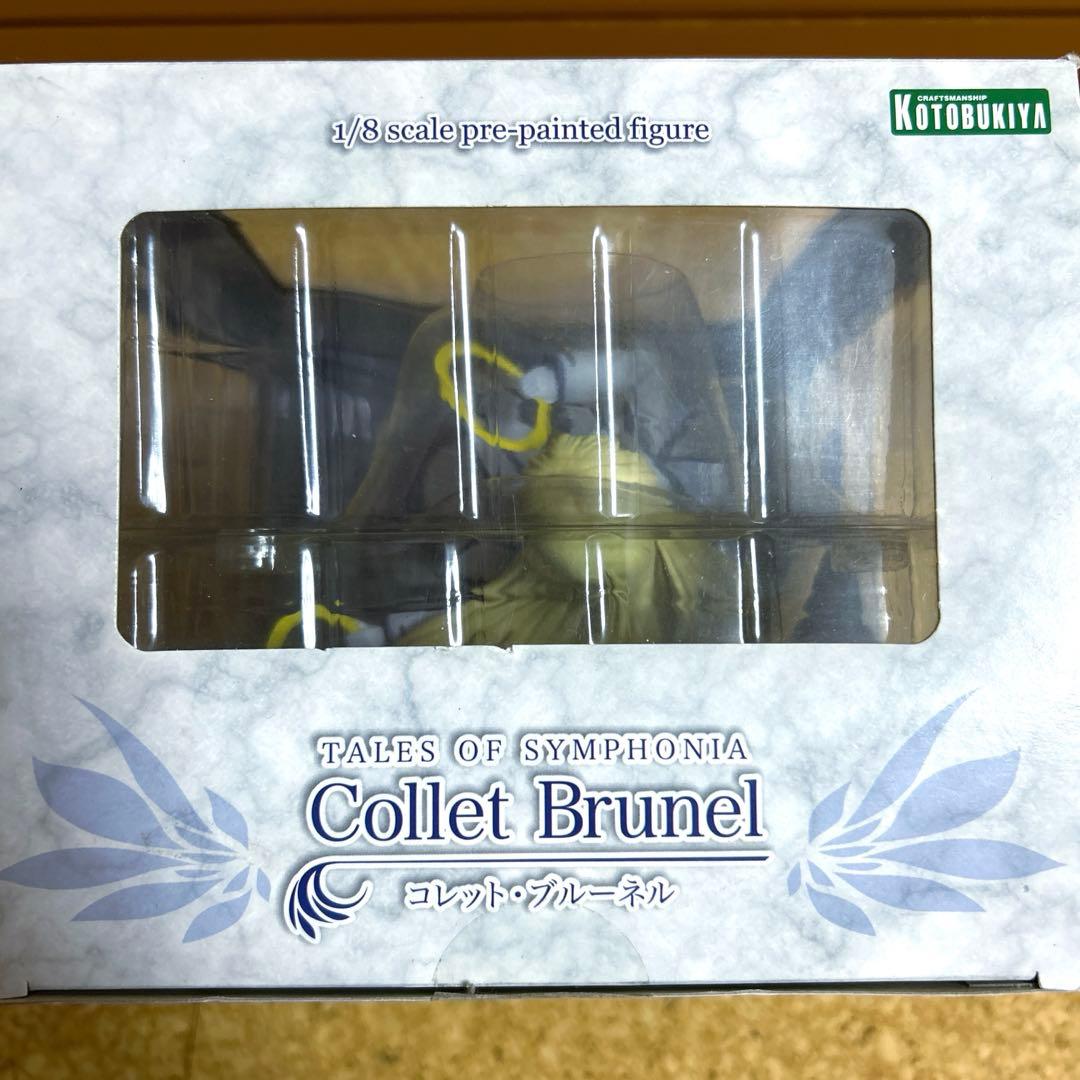 CRAFTSMANSHIP
KOTOBUKIYA
1/8 scale pre-painted figure
TALES OF SYMPHONIA
Collet Brunel
コレット・ブルーネル